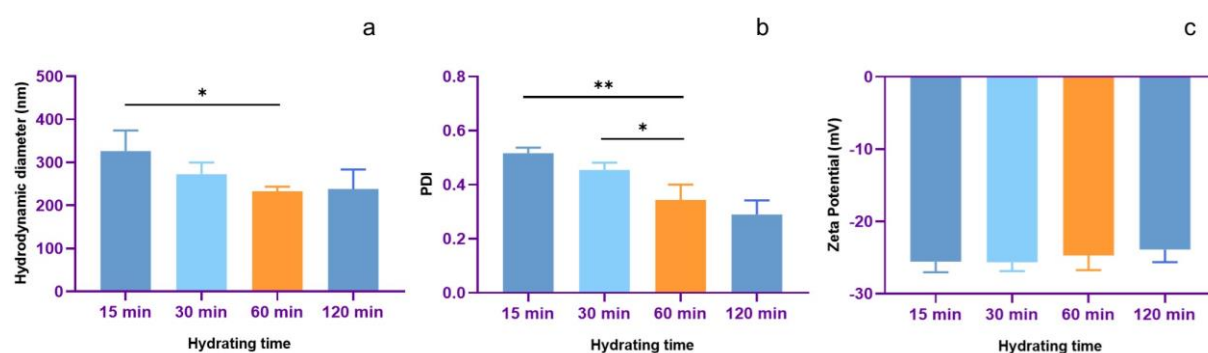 a
Hydrodynamic diameter (nm)
500
400
300
200
100
0
*
15 min 30 min 60 min 120 min
Hydrating time
b
PDI
0.8
0.6
0.4
0.2
0.0
**
*
15 min 30 min 60 min 120 min
Hydrating time
c
Zeta Potential (mV)
0
-10
-20
-30
15 min 30 min 60 min 120 min
Hydrating time